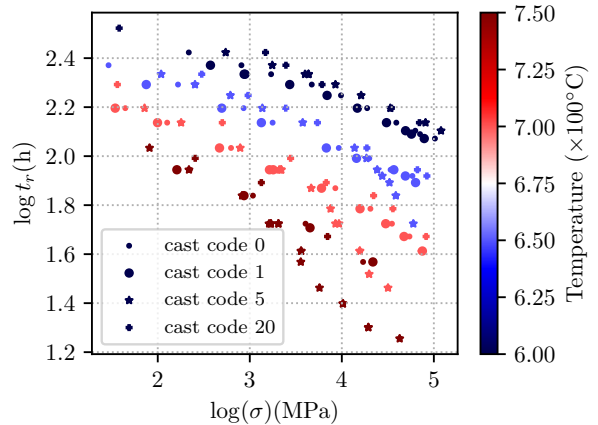 2.4
2.2
2.0
1.8
1.6
1.4
1.2
log t_r(h)
cast code 0
cast code 1
cast code 5
cast code 20
2
3
4
5
log(σ)(MPa)
7.50
7.25
7.00
6.75
6.50
6.25
6.00
Temperature (×100°C)